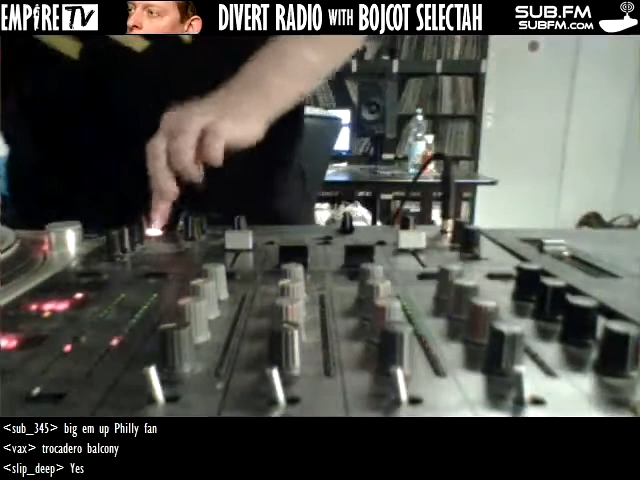 EMPIRE TV
DIVERT RADIO WITH BOJCOT SELECTAH
SUB.FM
SUBFM.COM
<sub_345> big em up Philly fan
<vax> trocadero balcony
<slip_deep> Yes